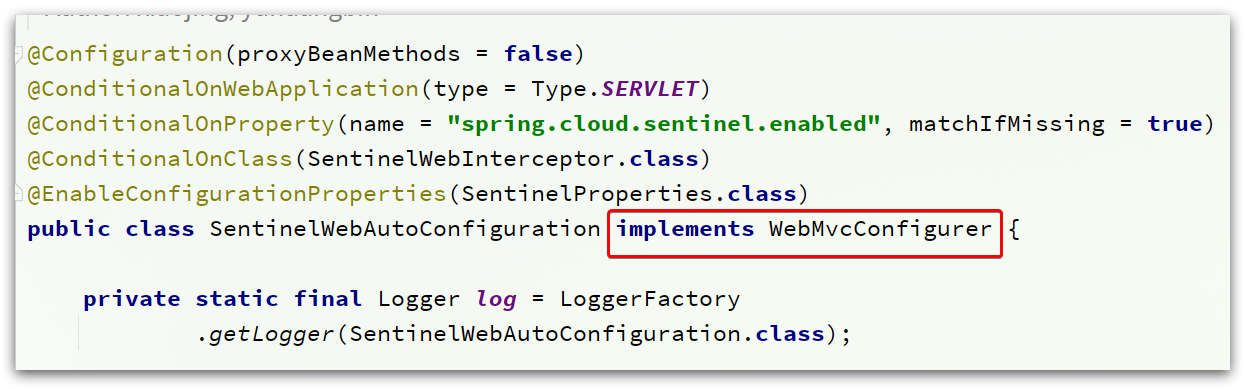 @Configuration(proxyBeanMethods = false)
@ConditionalOnWebApplication(type = Type.SERVLET)
@ConditionalOnProperty(name = "spring.cloud.sentinel.enabled", matchIfMissing = true)
@ConditionalOnClass(SentinelWebInterceptor.class)
@EnableConfigurationProperties(SentinelProperties.class)
public class SentinelWebAutoConfiguration implements WebMvcConfigurer {
private static final Logger log = LoggerFactory
.getLogger(SentinelWebAutoConfiguration.class);